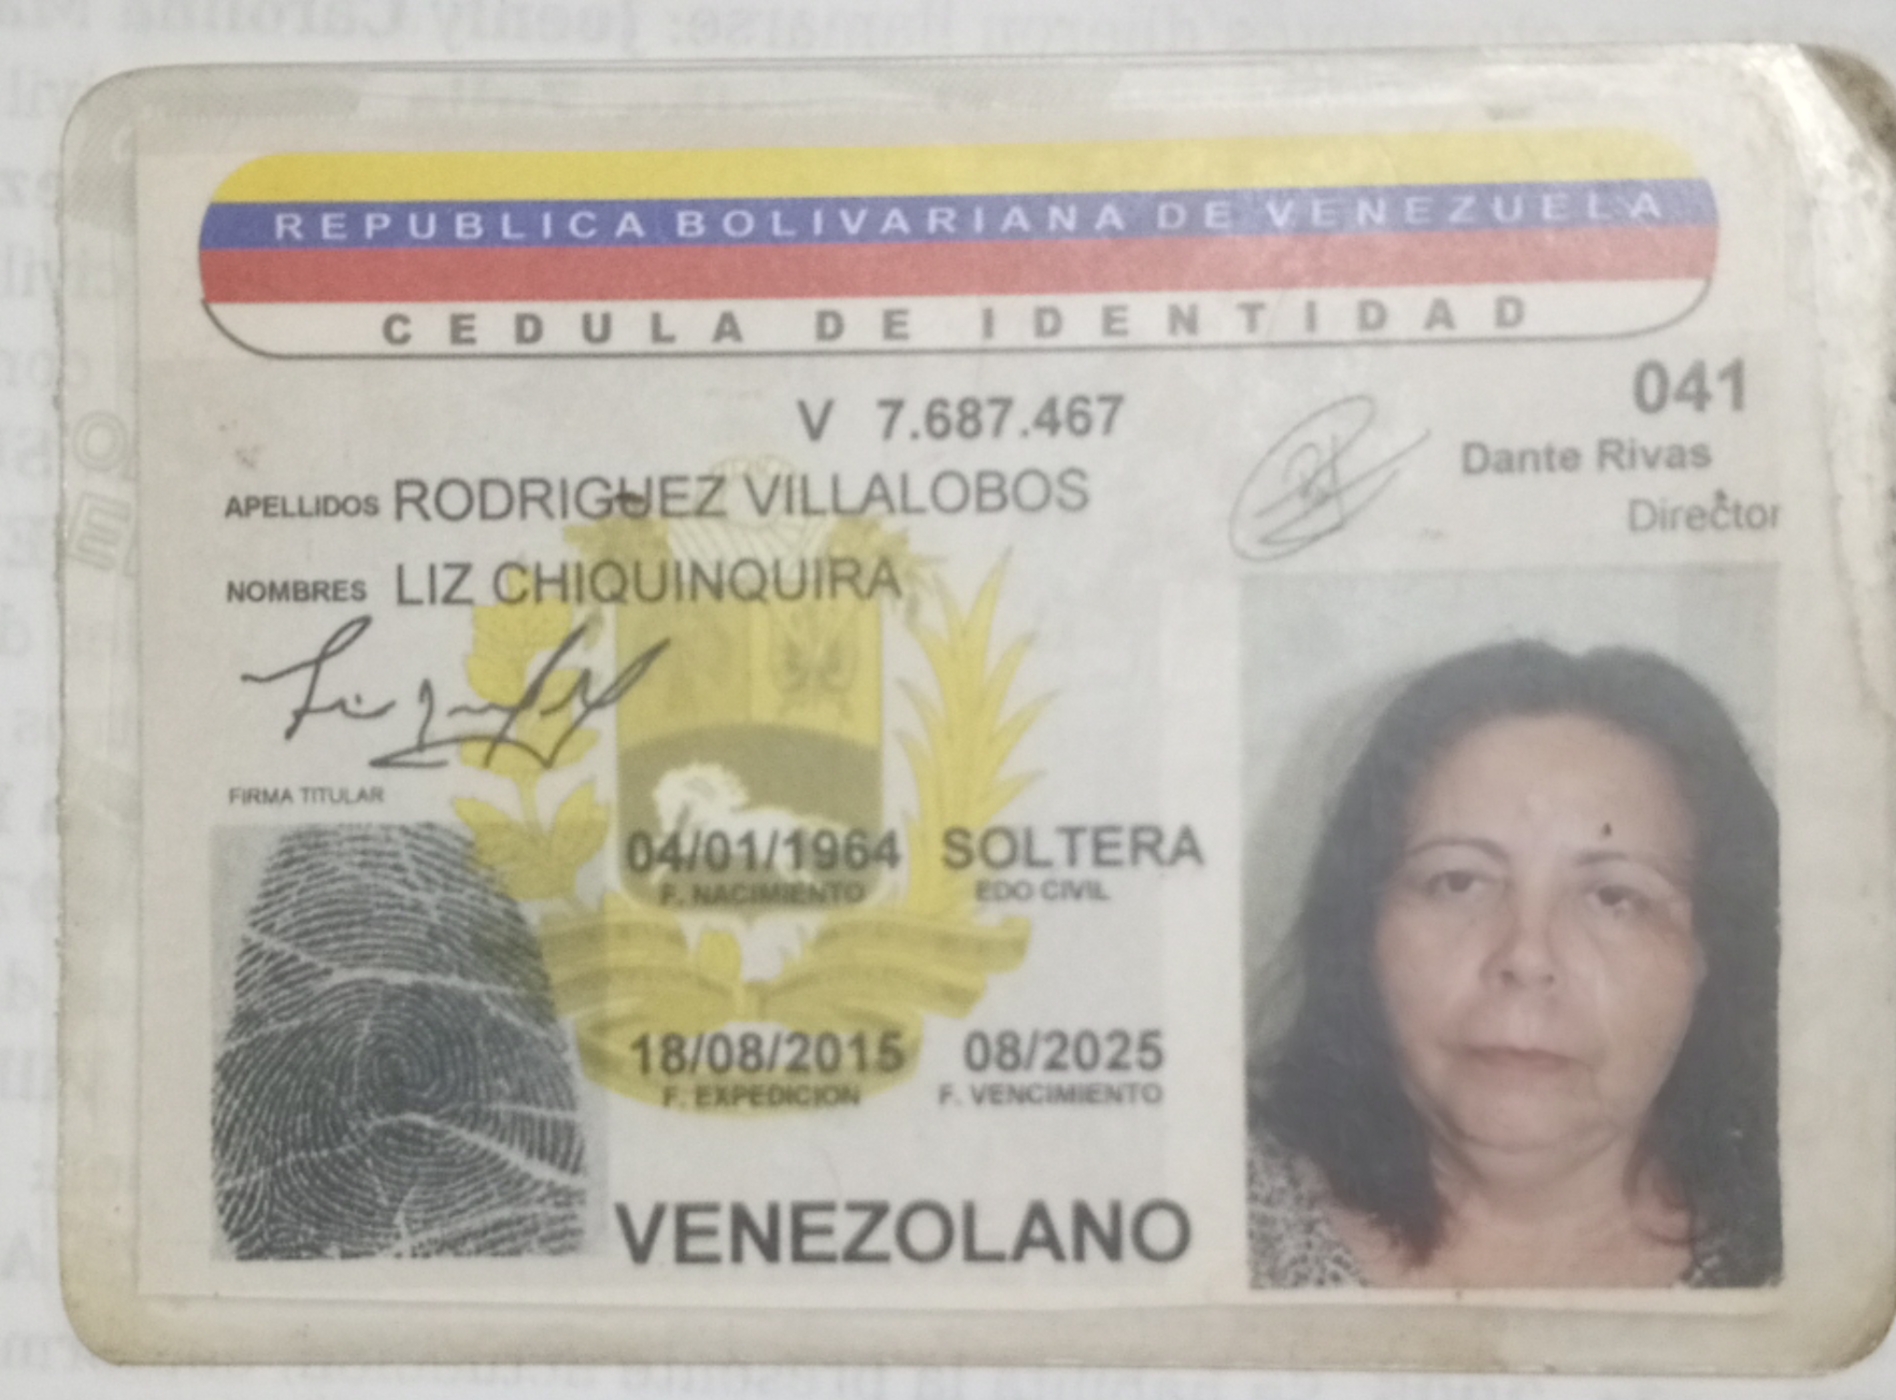 REPUBLICA BOLIVARIANA DE VENEZUELA
CEDULA DE IDENTIDAD
V 7.687.467
041
Dante Rivas
Director
APELLIDOS RODRIGUEZ VILLALOBOS
NOMBRES LIZ CHIQUINQUIRA
FIRMA TITULAR
04/01/1964 SOLTERA
F. NACIMIENTO EDO CIVIL
18/08/2015 08/2025
F. EXPEDICION F. VENCIMIENTO
VENEZOLANO